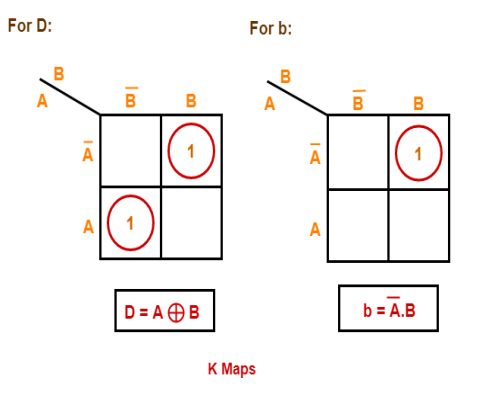 For D:
For b:
B
A
B̅ B
A̅ 1
A 1
D = A ⊕ B
B
A
B̅ B
A̅ 1
A
b = A̅.B
K Maps